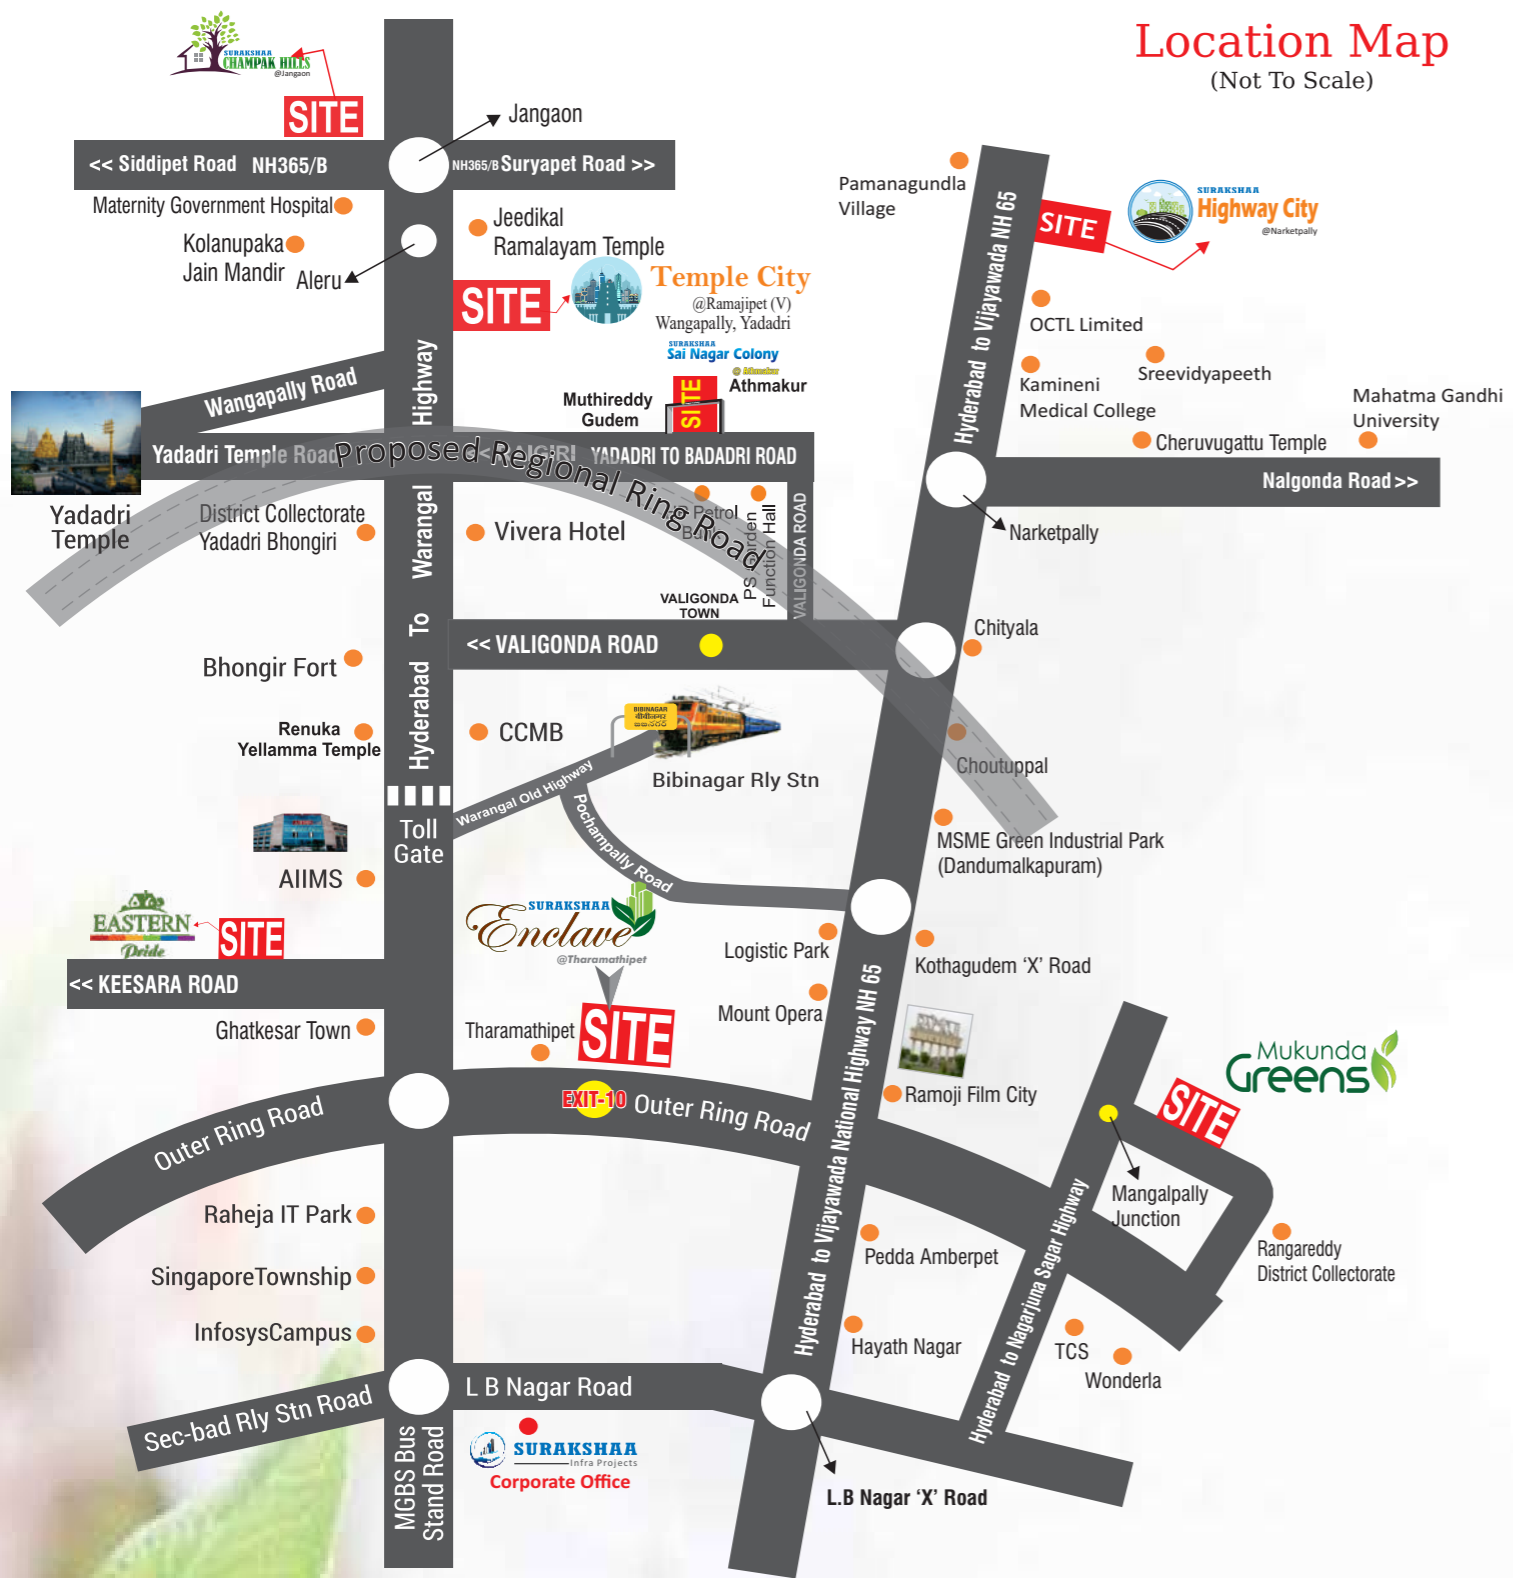 Location Map
(Not To Scale)
SURAKSHAA
CHAMPAK HILLS
@Jangaon
SITE
Jangaon
<< Siddipet Road NH365/B
NH365/B Suryapet Road >>
Maternity Government Hospital
Kolanupaka
Jain Mandir
Aleru
Jeedikal
Ramalayam Temple
SITE
Temple City
@Ramajipet (V)
Wangapally, Yadadri
SURAKSHAA
Sai Nagar Colony
@ Athmakur
Athmakur
SITE
Muthireddy
Gudem
Pamanagundla
Village
SITE
SURAKSHAA
Highway City
@Narketpally
Hyderabad to Vijayawada NH 65
OCTL Limited
Kamineni
Medical College
Sreevidyapeeth
Cheruvugattu Temple
Mahatma Gandhi
University
Nalgonda Road >>
Narketpally
Wangapally Road
Yadadri Temple Road
YADADRI TO BADADRI ROAD
Proposed Regional Ring Road
Yadadri
Temple
District Collectorate
Yadadri Bhongiri
Vivera Hotel
Petrol
PS Garden
Function Hall
VALIGONDA ROAD
VALIGONDA
TOWN
<< VALIGONDA ROAD
Chityala
Hyderabad To Warangal Highway
Bhongir Fort
Renuka
Yellamma Temple
CCMB
BIBINAGAR
बीबीनगर
Bibinagar Rly Stn
Warangal Old Highway
Pochampally Road
Choutuppal
MSME Green Industrial Park
(Dandumalkapuram)
Toll
Gate
AIIMS
EASTERN
Pride
SITE
<< KEESARA ROAD
Ghatkesar Town
SURAKSHAA
Enclave
@Tharamathipet
SITE
Tharamathipet
EXIT-10
Outer Ring Road
Outer Ring Road
Logistic Park
Mount Opera
Kothagudem ‘X’ Road
Ramoji Film City
Hyderabad to Vijayawada National Highway NH 65
Mukunda
Greens
SITE
Mangalpally
Junction
Rangareddy
District Collectorate
Hyderabad to Nagarjuna Sagar Highway
Raheja IT Park
SingaporeTownship
InfosysCampus
Pedda Amberpet
Hayath Nagar
TCS
Wonderla
Sec-bad Rly Stn Road
L B Nagar Road
MGBS Bus
Stand Road
SURAKSHAA
Infra Projects
Corporate Office
L.B Nagar ‘X’ Road